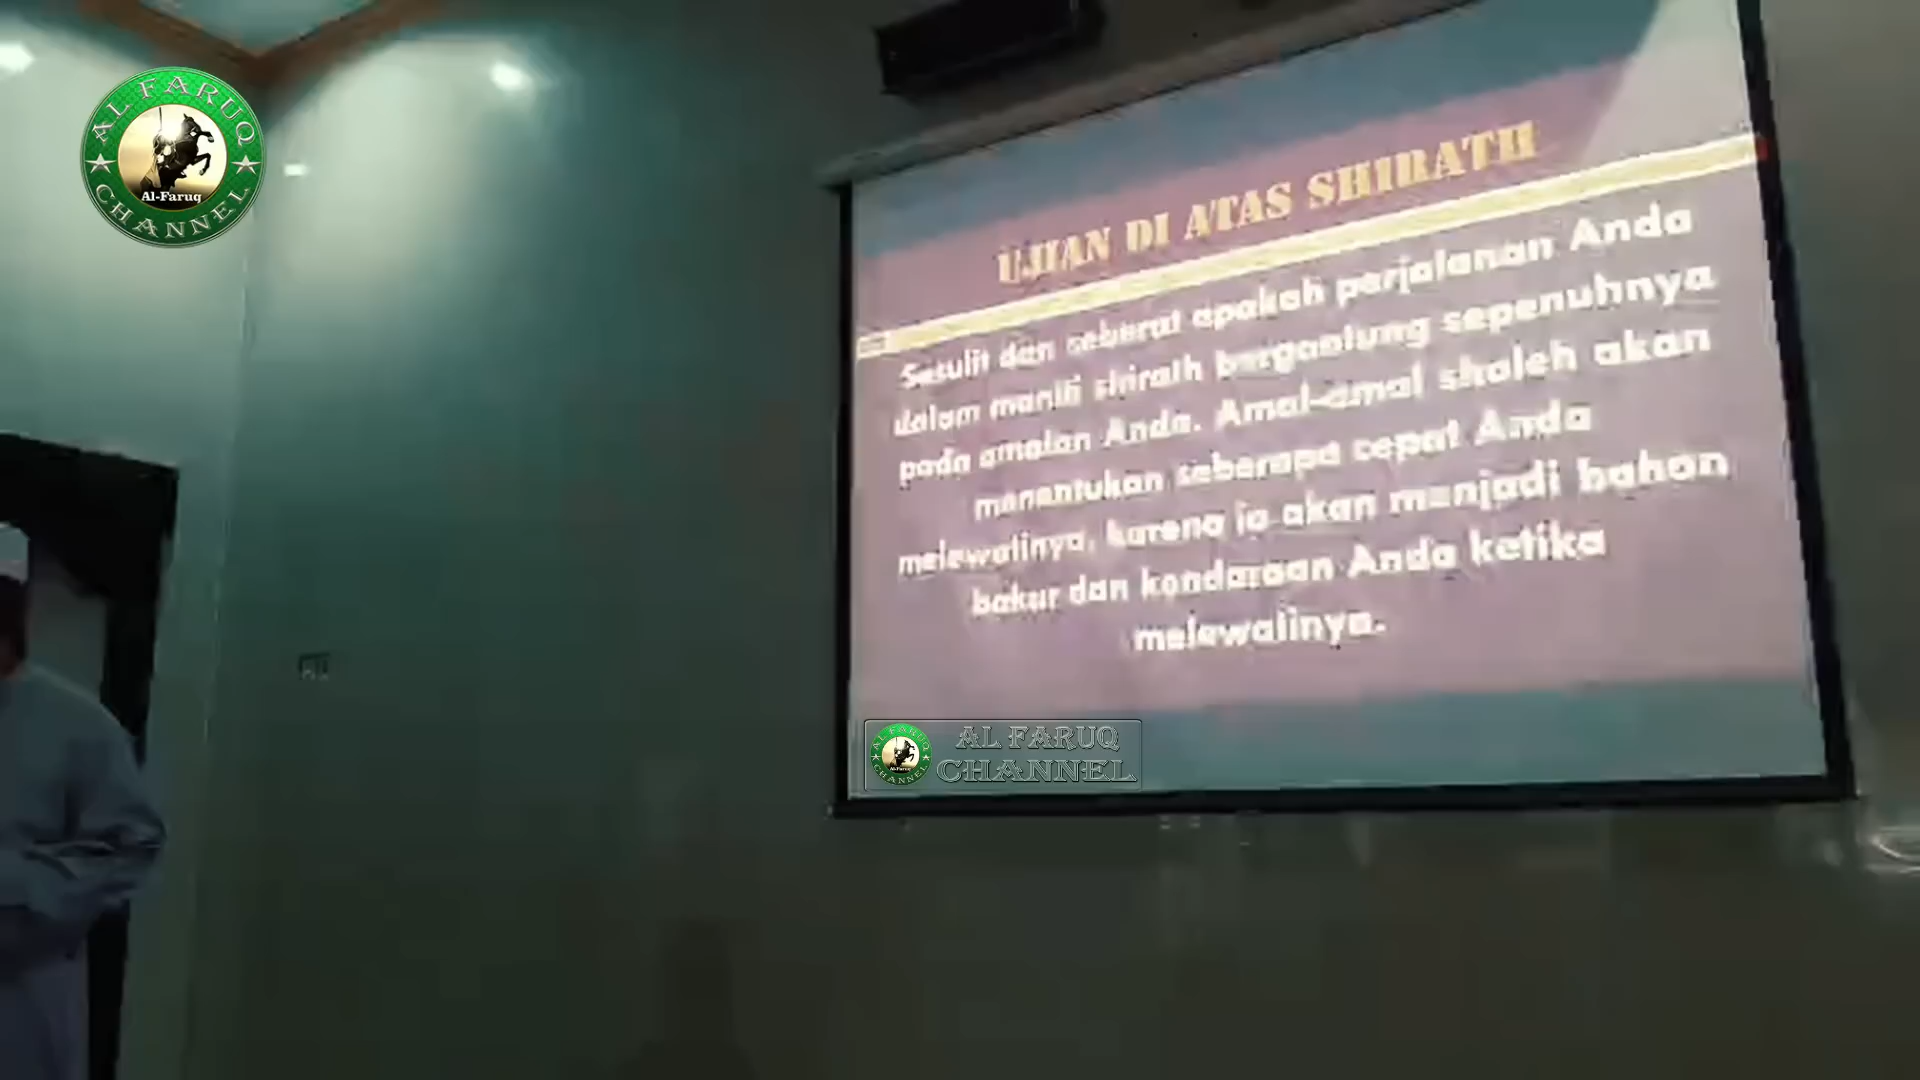 AL FARUQ
Al-Faruq
CHANNEL
UJIAN DI ATAS SHIRATH
Sesulit dan seberat apakah perjalanan Anda
dalam maniti shirath bergantung sepenuhnya
pada amalan Anda. Amal-amal shaleh akan
menentukan seberapa cepat Anda
melewatinya, karena ia akan menjadi bahan
bakar dan kendaraan Anda ketika
melewatinya.
AL FARUQ
CHANNEL